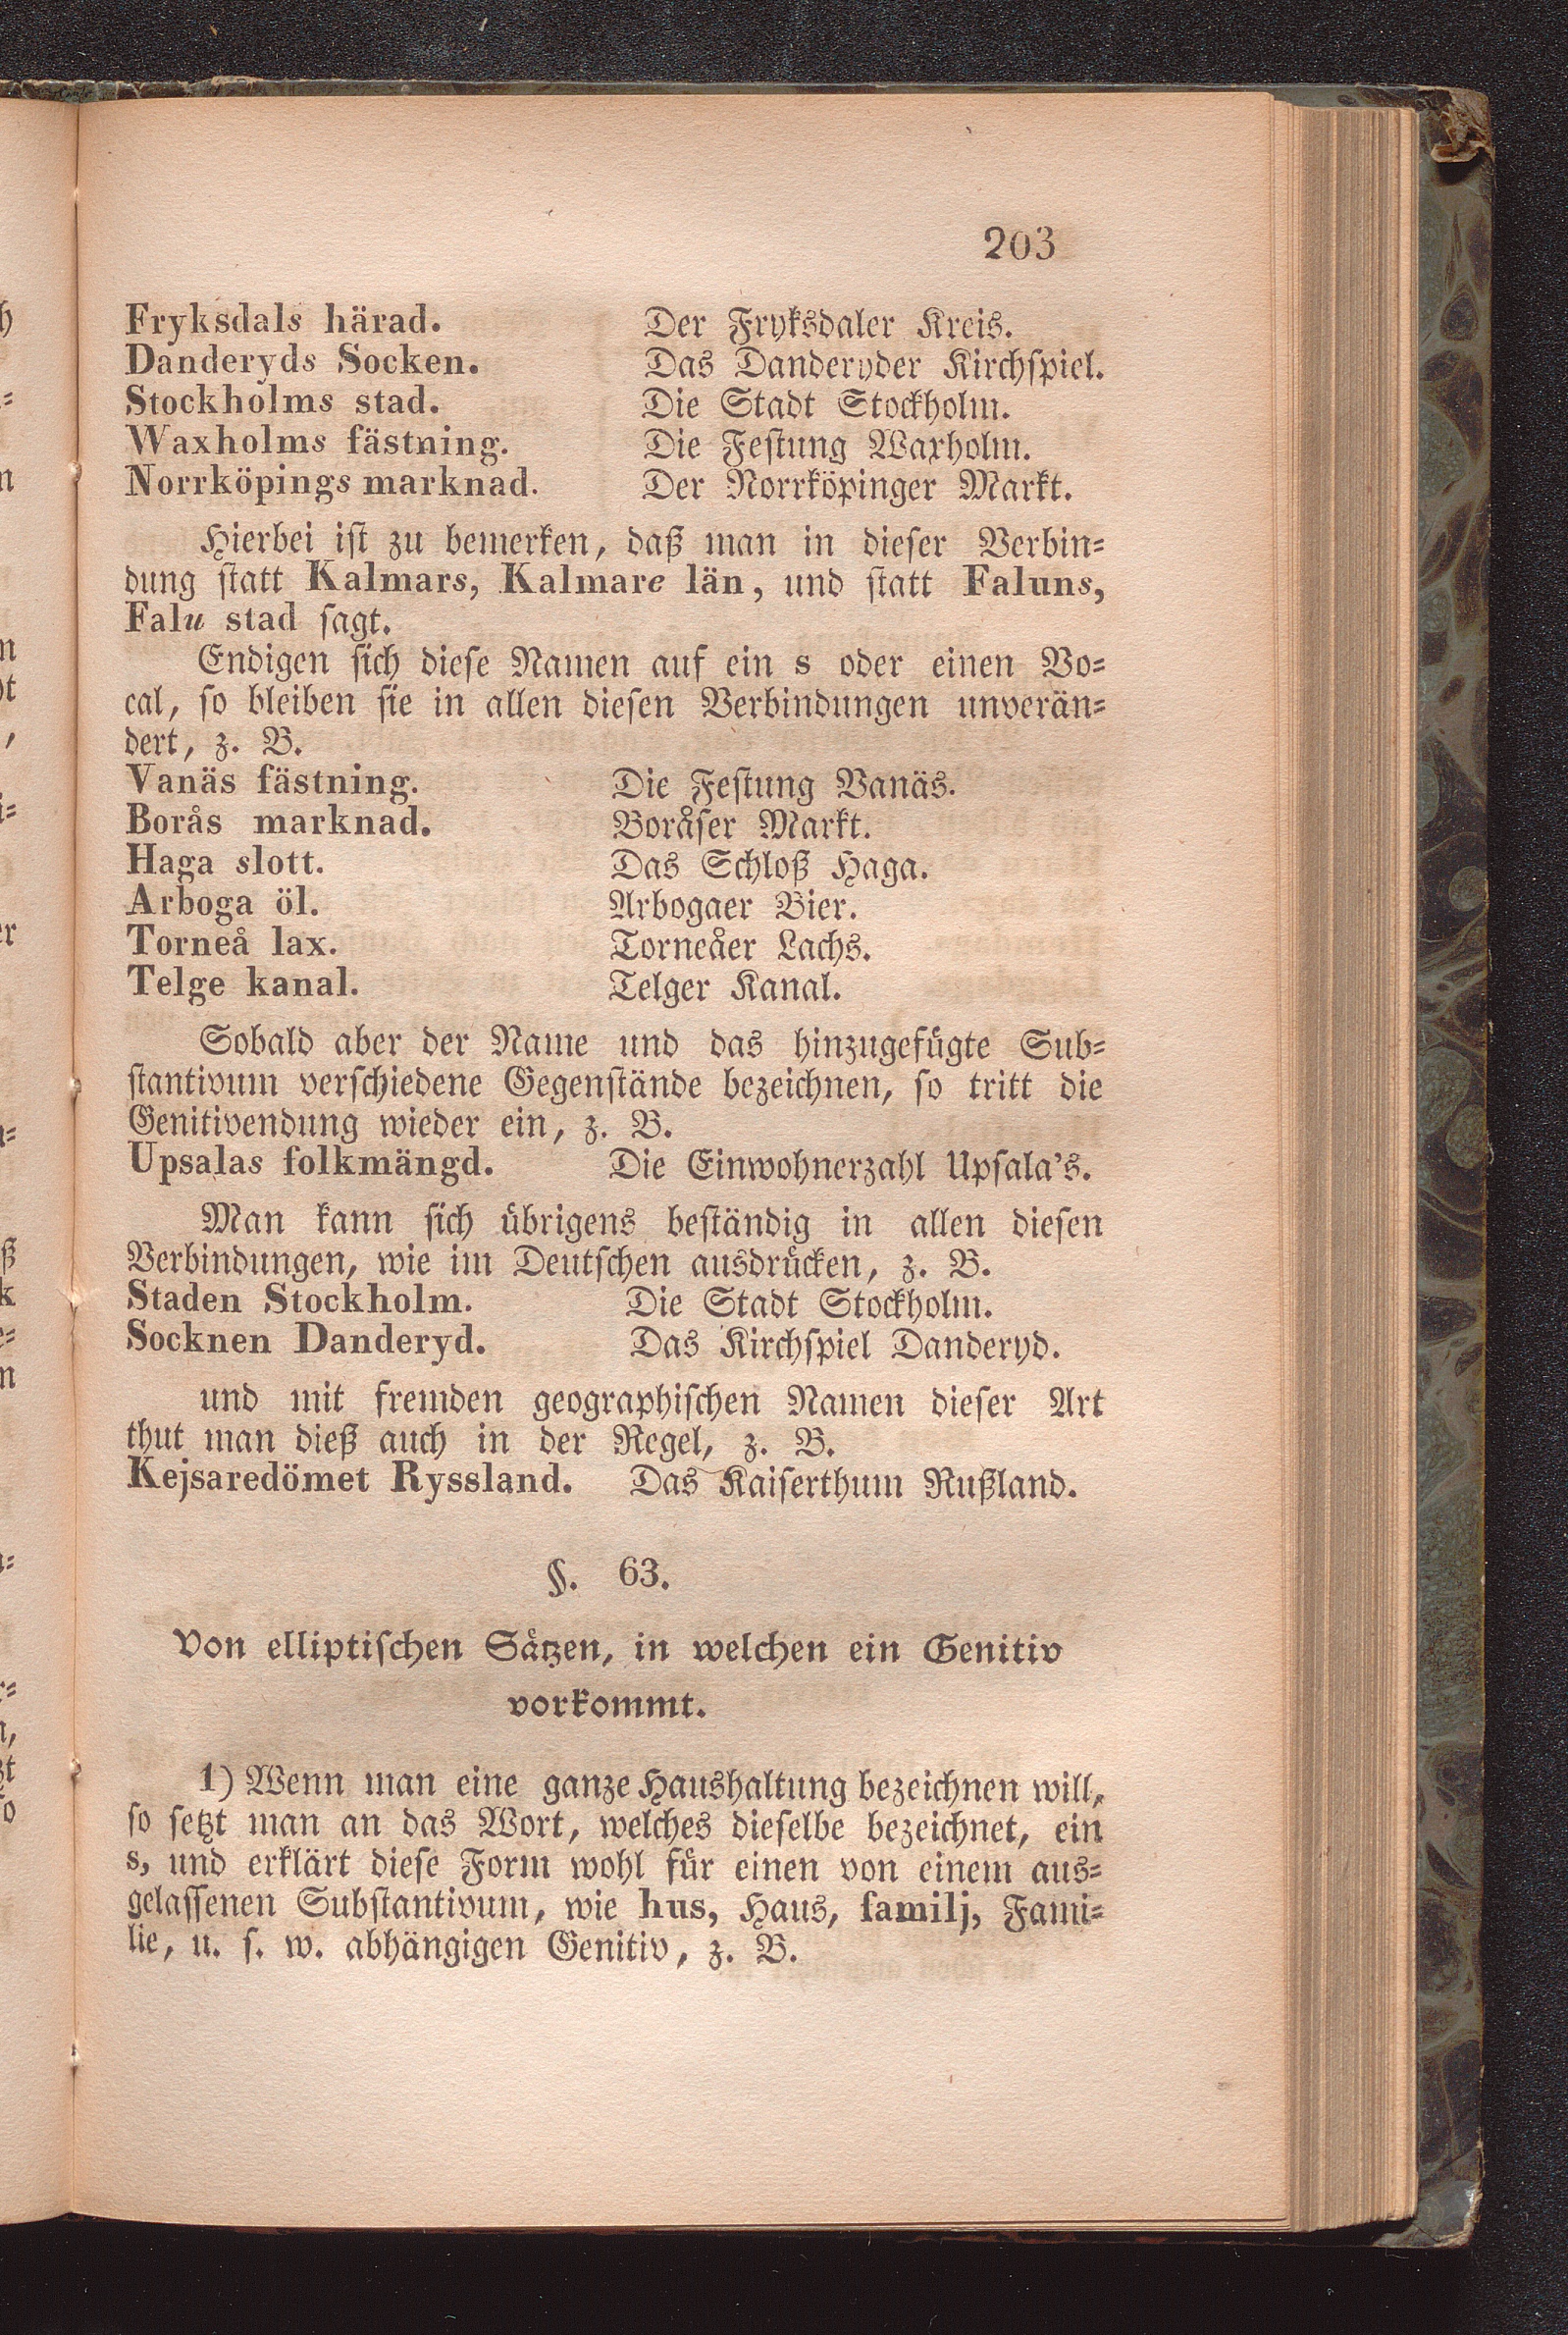 203
Fryksdals härad. Der Fryksdaler Kreis.
Danderyds Socken. Das Danderyder Kirchspiel.
Stockholms stad. Die Stadt Stockholm.
Waxholms fästning. Die Festung Waxholm.
Norrköpings marknad. Der Norrköpinger Markt.
Hierbei ist zu bemerken, daß man in dieser Verbin=
dung statt Kalmars, Kalmare län, und statt Faluns,
Falu stad sagt.
Endigen sich diese Namen auf ein s oder einen Vo=
cal, so bleiben sie in allen diesen Verbindungen unverän=
dert, z. B.
Vanäs fästning. Die Festung Vanäs.
Borås marknad. Boråser Markt.
Haga slott. Das Schloß Haga.
Arboga öl. Arbogaer Bier.
Torneå lax. Torneåer Lachs.
Telge kanal. Telger Kanal.
Sobald aber der Name und das hinzugefügte Sub=
stantivum verschiedene Gegenstände bezeichnen, so tritt die
Genitivendung wieder ein, z. B.
Upsalas folkmängd. Die Einwohnerzahl Upsala's.
Man kann sich übrigens beständig in allen diesen
Verbindungen, wie im Deutschen ausdrücken, z. B.
Staden Stockholm. Die Stadt Stockholm.
Socknen Danderyd. Das Kirchspiel Danderyd.
und mit fremden geographischen Namen dieser Art
thut man dieß auch in der Regel, z. B.
Kejsaredömet Ryssland. Das Kaiserthum Rußland.
§. 63.
Von elliptischen Sätzen, in welchen ein Genitiv
vorkommt.
1) Wenn man eine ganze Haushaltung bezeichnen will,
so setzt man an das Wort, welches dieselbe bezeichnet, ein
s, und erklärt diese Form wohl für einen von einem aus=
gelassenen Substantivum, wie hus, Haus, familj, Fami=
lie, u. s. w. abhängigen Genitiv, z. B.